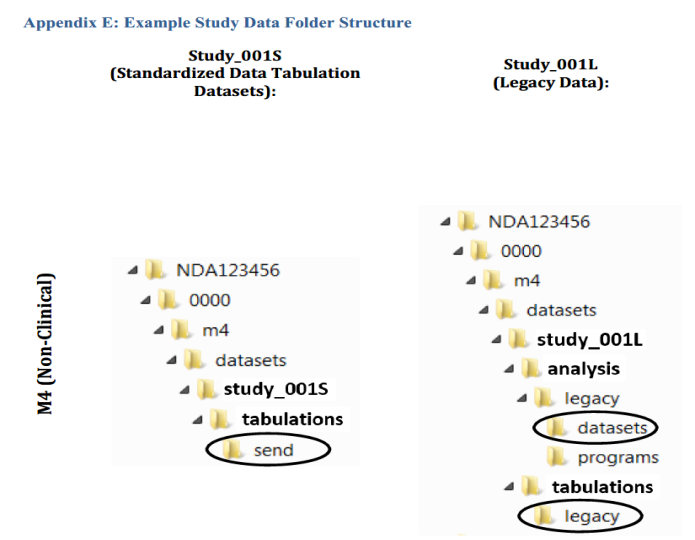 Appendix E: Example Study Data Folder Structure
Study_001S
(Standardized Data Tabulation
Datasets):
Study_001L
(Legacy Data):
M4 (Non-Clinical)
NDA123456
0000
m4
datasets
study_001S
tabulations
send
NDA123456
0000
m4
datasets
study_001L
analysis
legacy
datasets
programs
tabulations
legacy